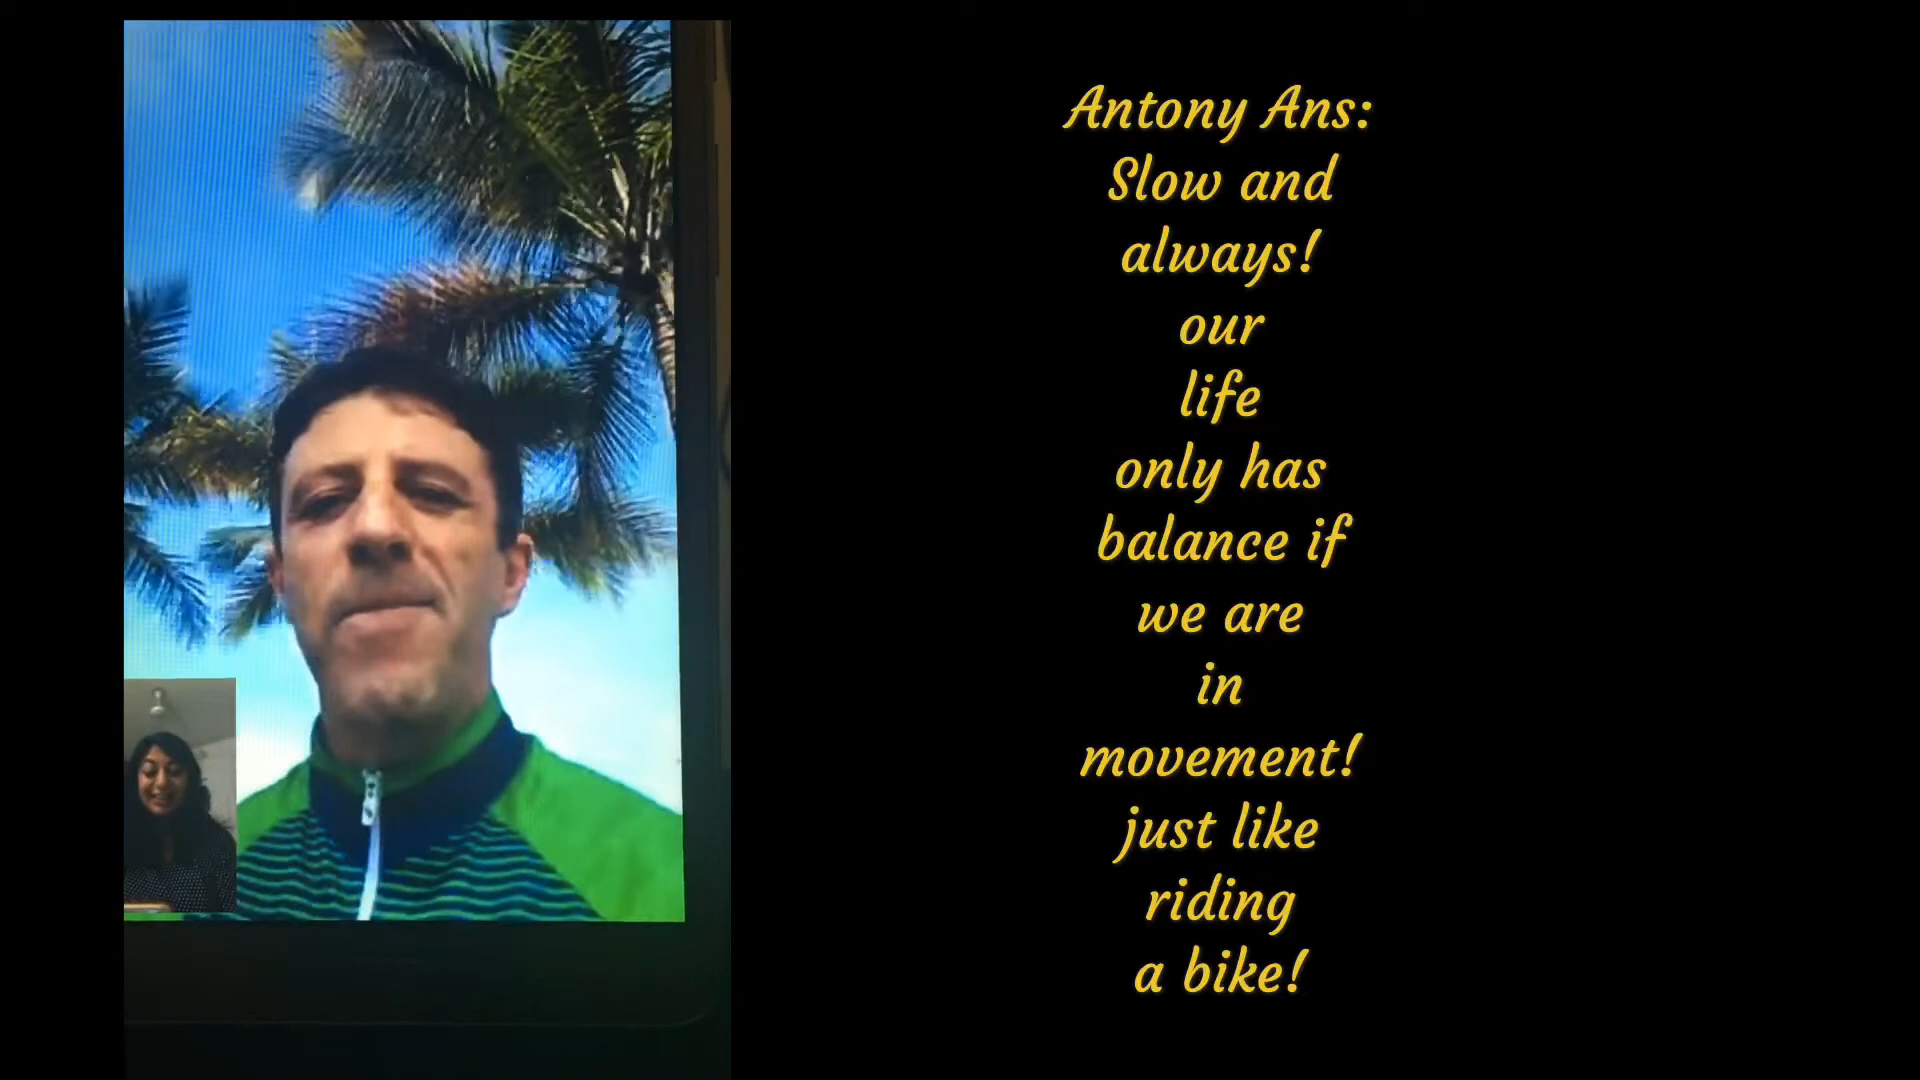 Antony Ans:
Slow and
always!
our
life
only has
balance if
we are
in
movement!
just like
riding
a bike!